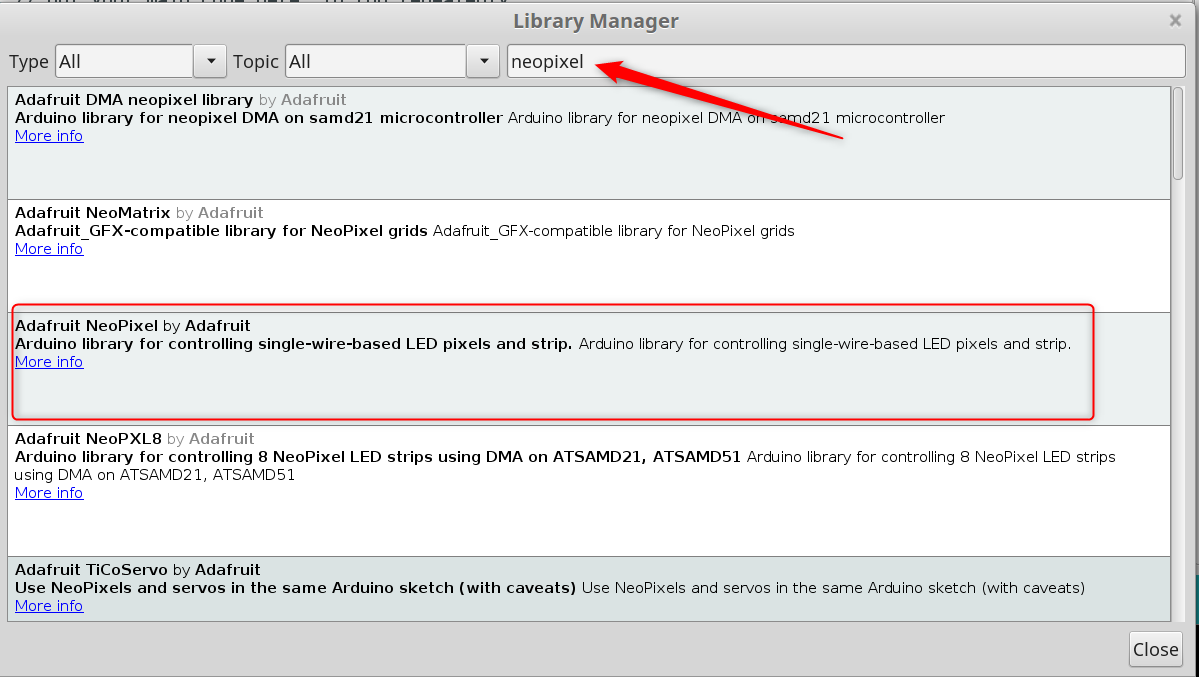 Library Manager
Type All Topic All neopixel
Adafruit DMA neopixel library by Adafruit
Arduino library for neopixel DMA on samd21 microcontroller Arduino library for neopixel DMA on samd21 microcontroller
More info
Adafruit NeoMatrix by Adafruit
Adafruit_GFX-compatible library for NeoPixel grids Adafruit_GFX-compatible library for NeoPixel grids
More info
Adafruit NeoPixel by Adafruit
Arduino library for controlling single-wire-based LED pixels and strip. Arduino library for controlling single-wire-based LED pixels and strip.
More info
Adafruit NeoPXL8 by Adafruit
Arduino library for controlling 8 NeoPixel LED strips using DMA on ATSAMD21, ATSAMD51 Arduino library for controlling 8 NeoPixel LED strips
using DMA on ATSAMD21, ATSAMD51
More info
Adafruit TiCoServo by Adafruit
Use NeoPixels and servos in the same Arduino sketch (with caveats) Use NeoPixels and servos in the same Arduino sketch (with caveats)
More info
Close